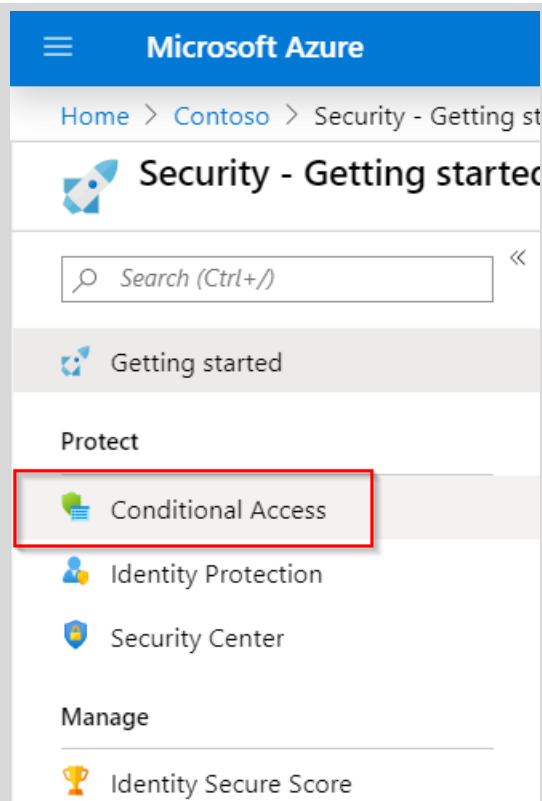 Microsoft Azure
Home > Contoso > Security - Getting st
Security - Getting started
Search (Ctrl+/)
Getting started
Protect
Conditional Access
Identity Protection
Security Center
Manage
Identity Secure Score